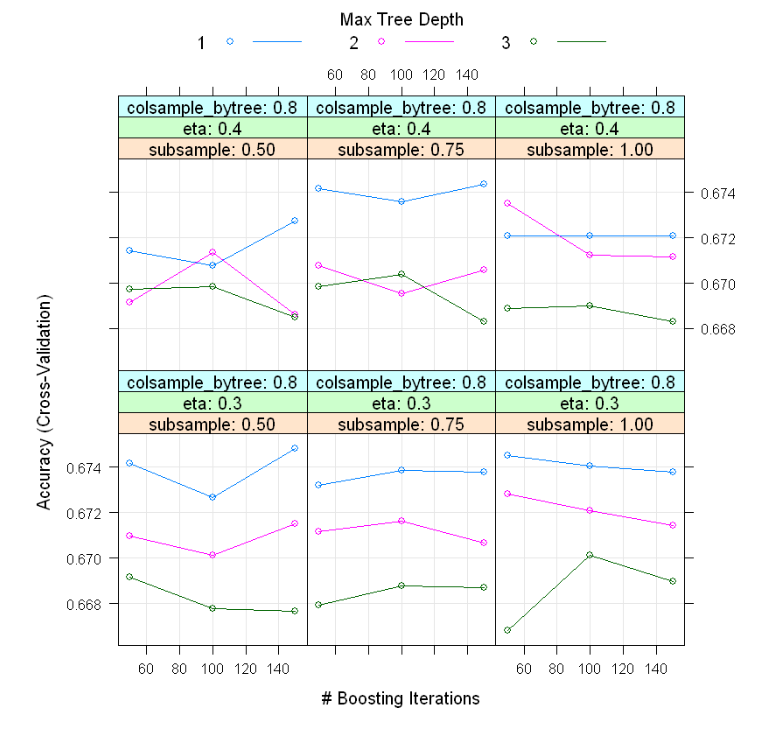 Max Tree Depth
1 2 3
60 80 100 120 140
colsample_bytree: 0.8 colsample_bytree: 0.8 colsample_bytree: 0.8
eta: 0.4 eta: 0.4 eta: 0.4
subsample: 0.50 subsample: 0.75 subsample: 1.00
0.674
0.672
0.670
0.668
Accuracy (Cross-Validation)
colsample_bytree: 0.8 colsample_bytree: 0.8 colsample_bytree: 0.8
eta: 0.3 eta: 0.3 eta: 0.3
subsample: 0.50 subsample: 0.75 subsample: 1.00
0.674
0.672
0.670
0.668
60 80 100 120 140 60 80 100 120 140
# Boosting Iterations